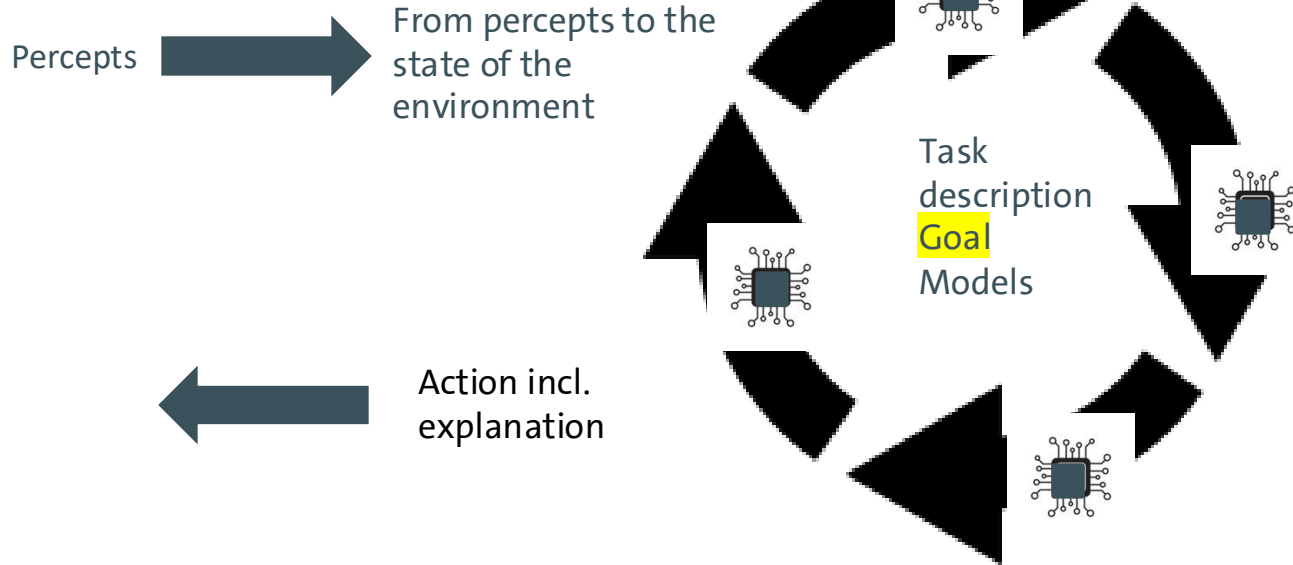 Percepts
From percepts to the
state of the
environment
Task
description
Goal
Models
Action incl.
explanation